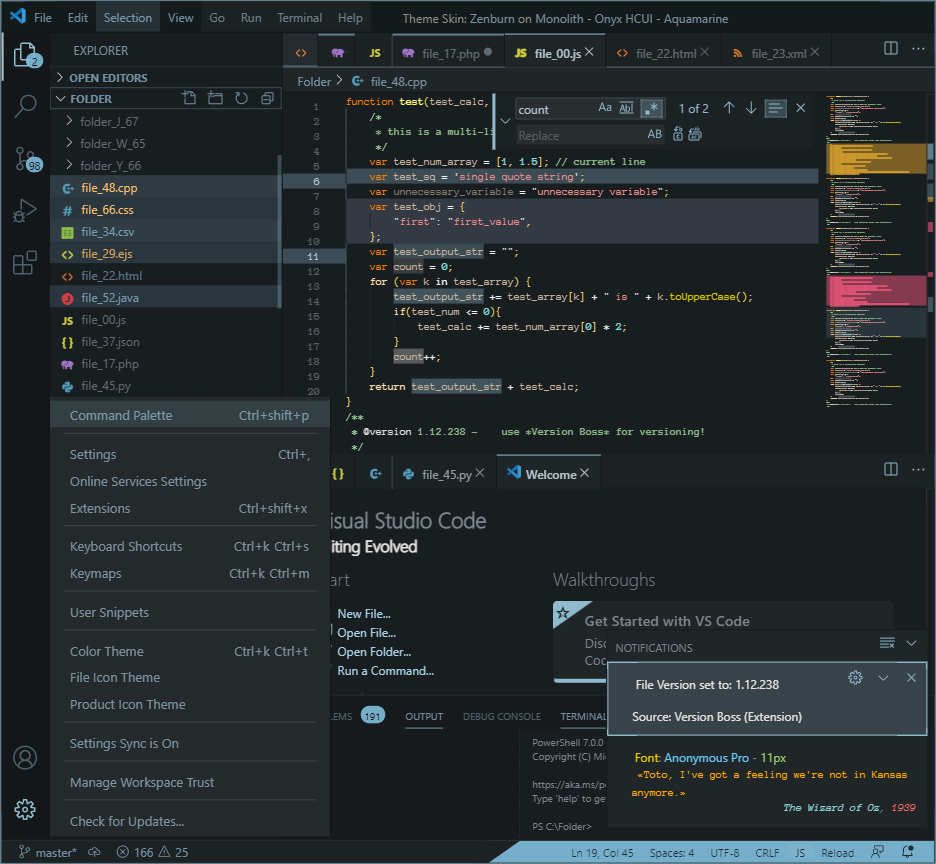 File Edit Selection View Go Run Terminal Help Theme Skin: Zenburn on Monolith - Onyx HCUI - Aquamarine
2
98
EXPLORER
OPEN EDITORS
FOLDER
folder_J_67
folder_W_65
folder_Y_66
file_48.cpp
file_66.css
file_34.csv
file_29.ejs
file_22.html
file_52.java
file_00.js
file_37.json
file_17.php
file_45.py
JS file_17.php JS file_00.js file_22.html file_23.xml
Folder file_48.cpp
count Aa Abl .* 1 of 2
Replace AB
1 function test(test_calc,
2 /*
3 * this is a multi-li
4 */
5 var test_num_array = [1, 1.5]; // current line
6 var test_sq = 'single quote string';
7 var unnecessary_variable = "unnecessary variable";
8 var test_obj = {
9 "first": "first_value",
10 };
11 var test_output_str = "";
12 var count = 0;
13 for (var k in test_array) {
14 test_output_str += test_array[k] + " is " + k.toUpperCase();
15 if(test_num <= 0){
16 test_calc += test_num_array[0] * 2;
17 }
18 count++;
19 }
20 return test_output_str + test_calc;
}
/**
* @version 1.12.238 - use *Version Boss* for versioning!
*/
Command Palette Ctrl+shift+p
Settings Ctrl+,
Online Services Settings
Extensions Ctrl+shift+x
Keyboard Shortcuts Ctrl+k Ctrl+s
Keymaps Ctrl+k Ctrl+m
User Snippets
Color Theme Ctrl+k Ctrl+t
File Icon Theme
Product Icon Theme
Settings Sync is On
Manage Workspace Trust
Check for Updates...
{} file_45.py Welcome
isual Studio Code
iting Evolved
art
New File...
Open File...
Open Folder...
Run a Command...
Walkthroughs
Get Started with VS Code
Disc
Coc
NOTIFICATIONS
File Version set to: 1.12.238
Source: Version Boss (Extension)
Font: Anonymous Pro - 11px
«Toto, I've got a feeling we're not in Kansas
anymore.»
The Wizard of Oz, 1939
LEMS 191 OUTPUT DEBUG CONSOLE TERMINAL
PowerShell 7.0.0
Copyright (C) Mi
https://aka.ms/p
Type 'help' to ge
PS C:\Folder>
master* 166 25 Ln 19, Col 45 Spaces: 4 UTF-8 CRLF JS Reload